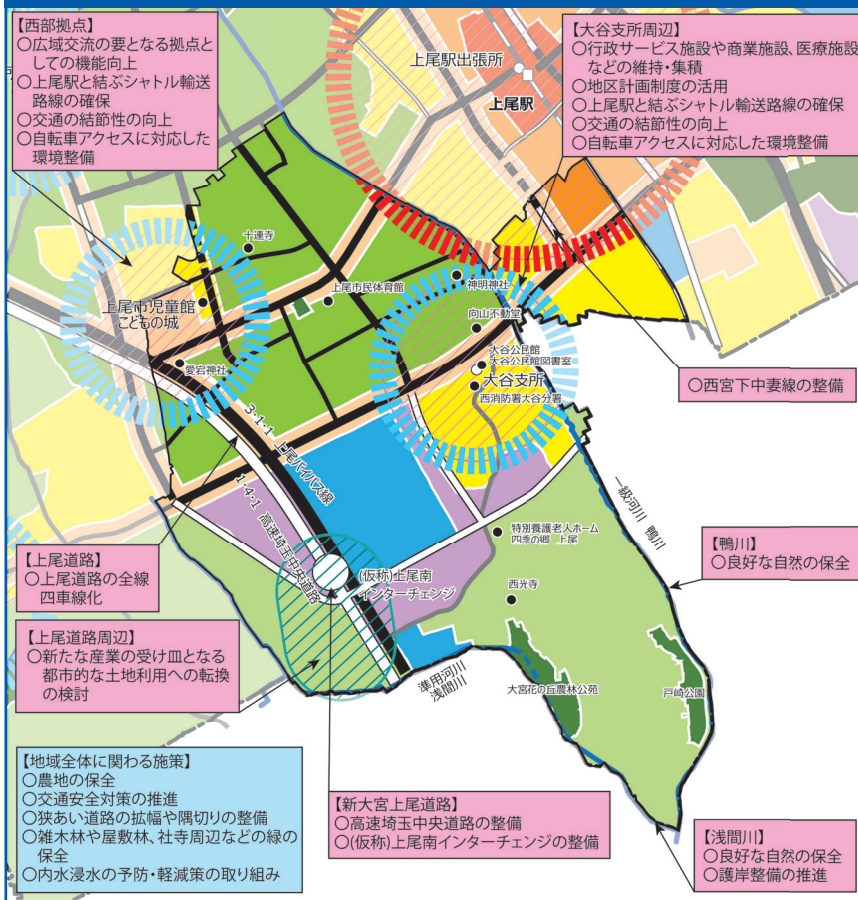 【西部拠点】
○広域交流の要となる拠点と
しての機能向上
○上尾駅と結ぶシャトル輸送
路線の確保
○交通の結節性の向上
○自転車アクセスに対応した
環境整備
【大谷支所周辺】
○行政サービス施設や商業施設、医療施設
などの維持・集積
○地区計画制度の活用
○上尾駅と結ぶシャトル輸送路線の確保
○交通の結節性の向上
○自転車アクセスに対応した環境整備
上尾駅出張所
上尾駅
十連寺
上尾市児童館
こどもの城
上尾市民体育館
神明神社
向山不動堂
大谷公民館
大谷公民館図書室
大谷支所
西消防署大谷分署
愛宕神社
○西宮下中妻線の整備
3・1・1 上尾バイパス線
1・4・1 高速埼玉中央道路
一級河川 鴨川
特別養護老人ホーム
四季の郷 上尾
【鴨川】
○良好な自然の保全
【上尾道路】
○上尾道路の全線
四車線化
(仮称)上尾南
インターチェンジ
西光寺
【上尾道路周辺】
○新たな産業の受け皿となる
都市的な土地利用への転換
の検討
準用河川
浅間川
大宮花の丘農林公苑
戸崎公園
【地域全体に関わる施策】
○農地の保全
○交通安全対策の推進
○狭あい道路の拡幅や隅切りの整備
○雑木林や屋敷林、社寺周辺などの緑の
保全
○内水浸水の予防・軽減策の取り組み
【新大宮上尾道路】
○高速埼玉中央道路の整備
○(仮称)上尾南インターチェンジの整備
【浅間川】
○良好な自然の保全
○護岸整備の推進